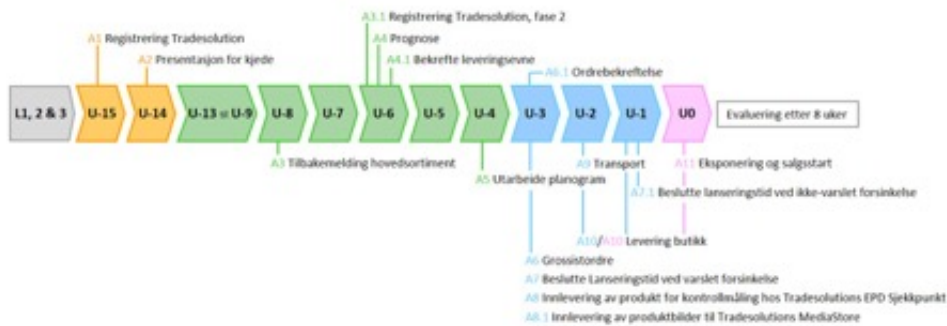 A3.1 Registrering Tradesolution, fase 2
A1 Registrering Tradesolution
A4 Prognose
A2 Presentasjon for kjede
A4.1 Bekrefte leveringsevne
A6.1 Ordrebekreftelse
L1, 2 & 3
U-15
U-14
U-13 til U-9
U-8
U-7
U-6
U-5
U-4
U-3
U-2
U-1
U0
Evaluering etter 8 uker
A3 Tilbakemelding hovedsortiment
A9 Transport
A11 Eksponering og salgsstart
A5 Utarbeide planogram
A7.1 Beslutte lanseringstid ved ikke-varslet forsinkelse
A10/A10 Levering butikk
A6 Grossistordre
A7 Beslutte Lanseringstid ved varslet forsinkelse
A8 Innlevering av produkt for kontrollmåling hos Tradesolutions EPD Sjekkpunkt
A8.1 Innlevering av produktbilder til Tradesolutions MediaStore